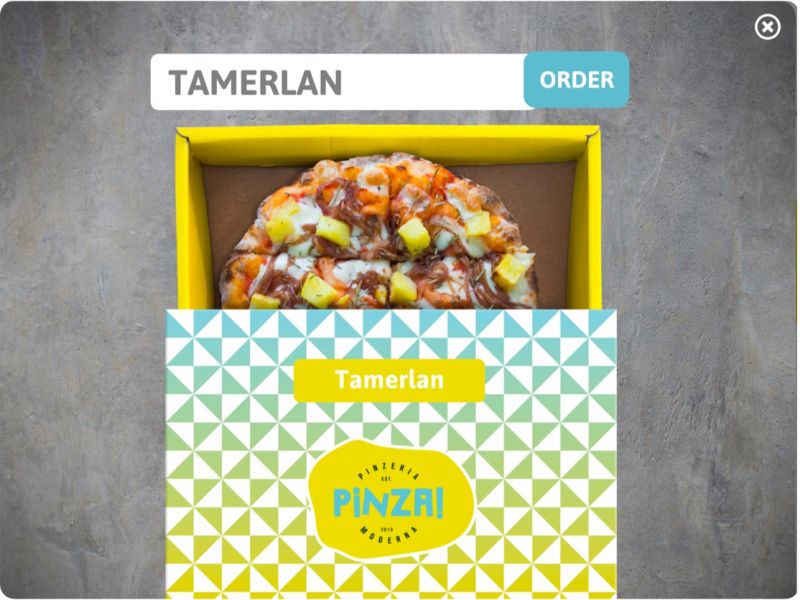 TAMERLAN
ORDER
Tamerlan
PINZERIA
EST.
PiNZA!
2015
MODERNA